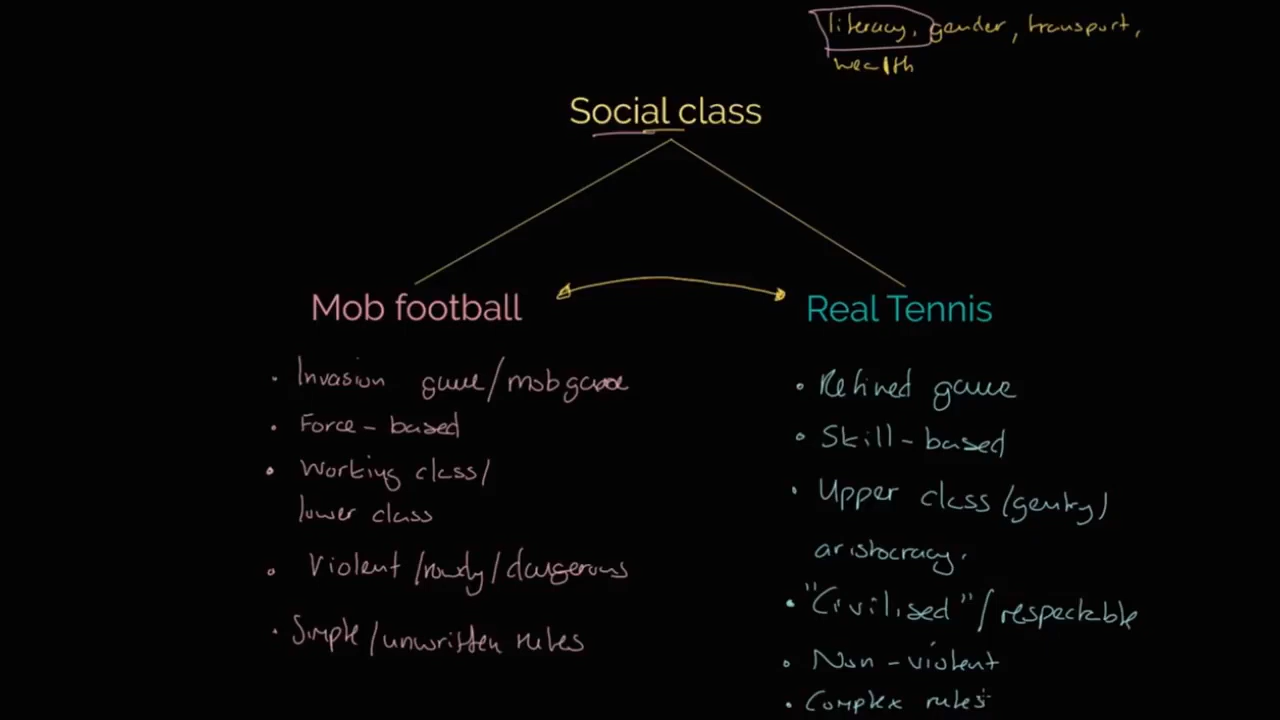 literacy, gender, transport,
wealth
Social class
Mob football
Real Tennis
• Invasion game/mob game
• Force-based
• Working class/
lower class
• Violent/rowdy/dangerous
• Simple/unwritten rules
• Refined game
• Skill-based
• Upper class/gentry/
aristocracy.
• "Civilised"/respectable
• Non-violent
• Complex rules